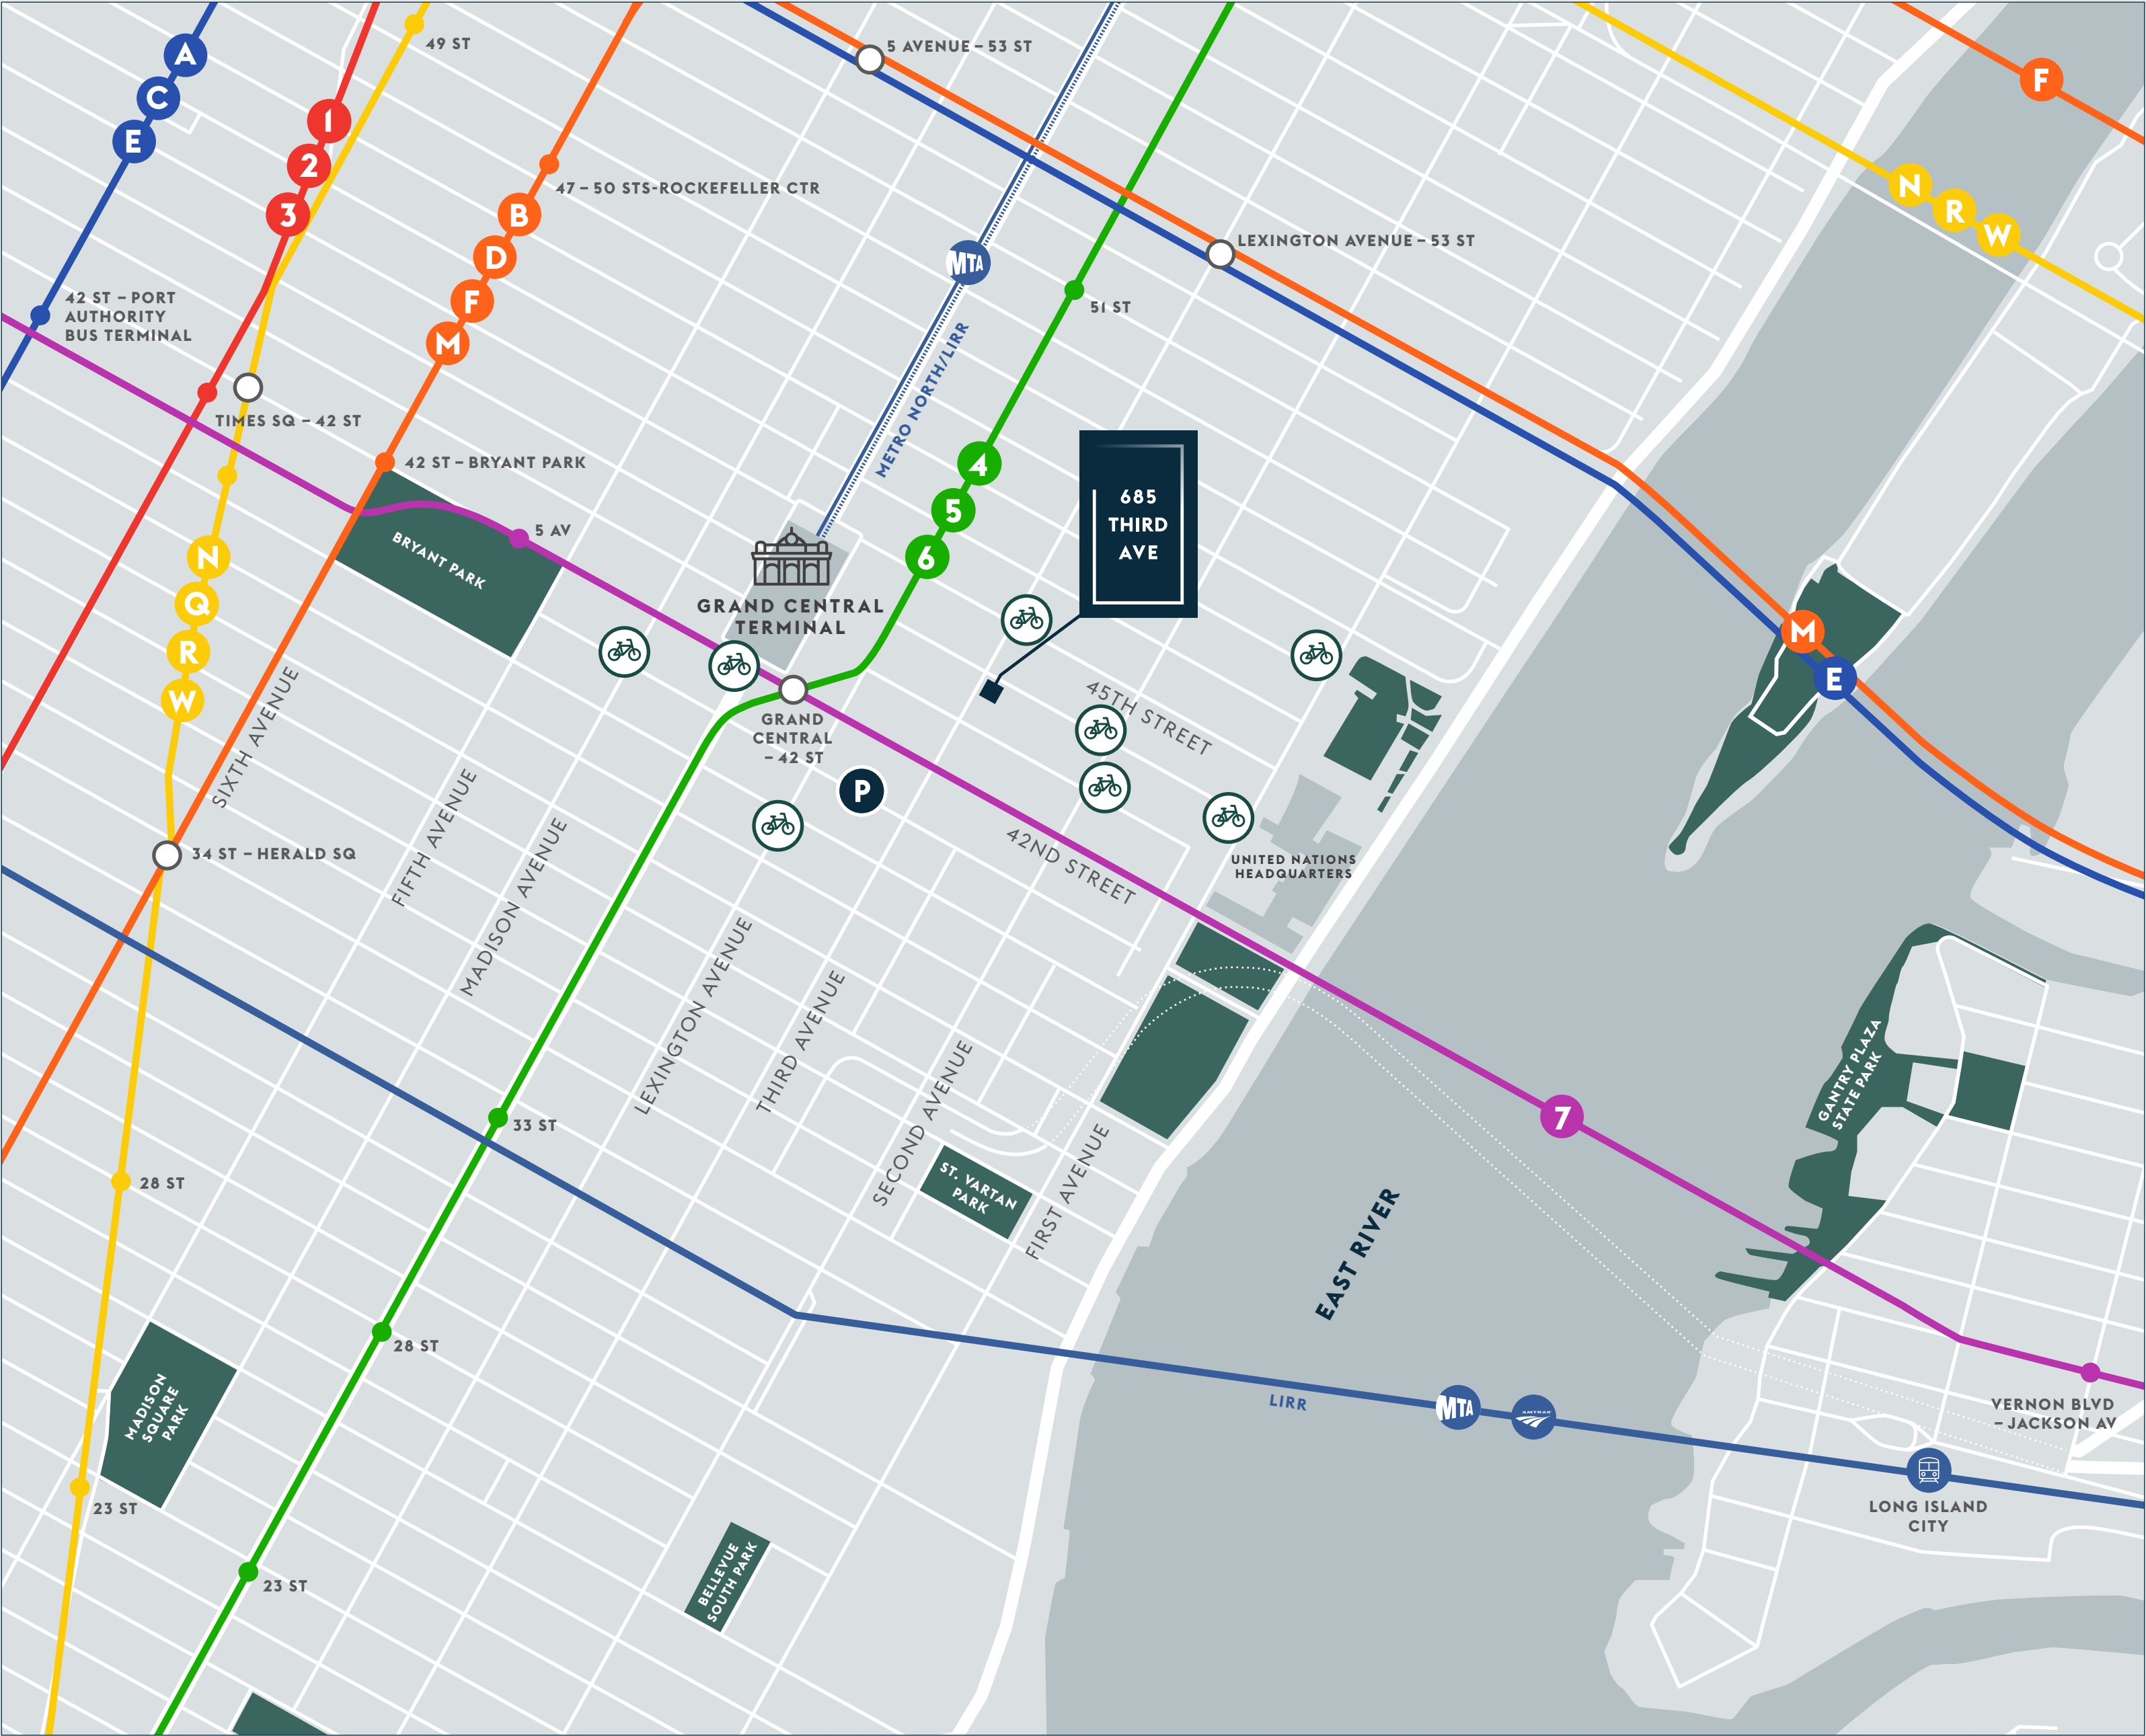 A
C
E
1
2
3
49 ST
5 AVENUE – 53 ST
F
B
D
F
M
47 – 50 STS-ROCKEFELLER CTR
N
R
W
MTA
LEXINGTON AVENUE – 53 ST
42 ST – PORT
AUTHORITY
BUS TERMINAL
51 ST
METRO NORTH/LIRR
TIMES SQ – 42 ST
42 ST – BRYANT PARK
4
5
6
685
THIRD
AVE
5 AV
BRYANT PARK
N
Q
R
W
GRAND CENTRAL
TERMINAL
M
E
45TH STREET
SIXTH AVENUE
GRAND
CENTRAL
– 42 ST
P
FIFTH AVENUE
MADISON AVENUE
34 ST – HERALD SQ
42ND STREET
UNITED NATIONS
HEADQUARTERS
LEXINGTON AVENUE
THIRD AVENUE
SECOND AVENUE
FIRST AVENUE
GANTRY PLAZA
STATE PARK
7
33 ST
ST. VARTAN
PARK
28 ST
EAST RIVER
28 ST
MADISON
SQUARE
PARK
LIRR
MTA
AMTRAK
VERNON BLVD
– JACKSON AV
LONG ISLAND
CITY
23 ST
23 ST
BELLEVUE
SOUTH PARK